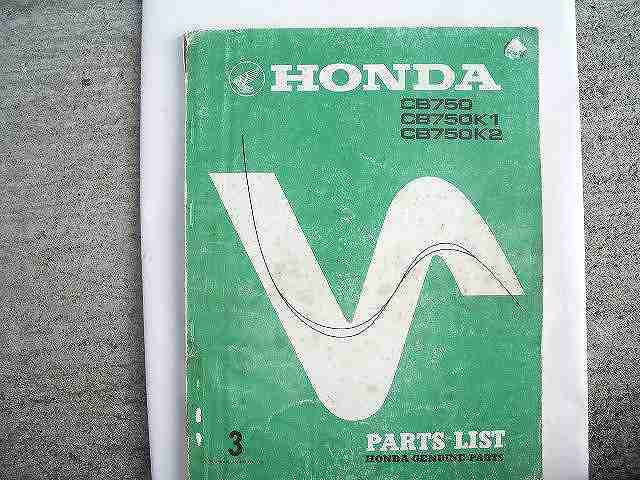 HONDA
CB750
CB750K1
CB750K2
3
PARTS LIST
HONDA GENUINE PARTS